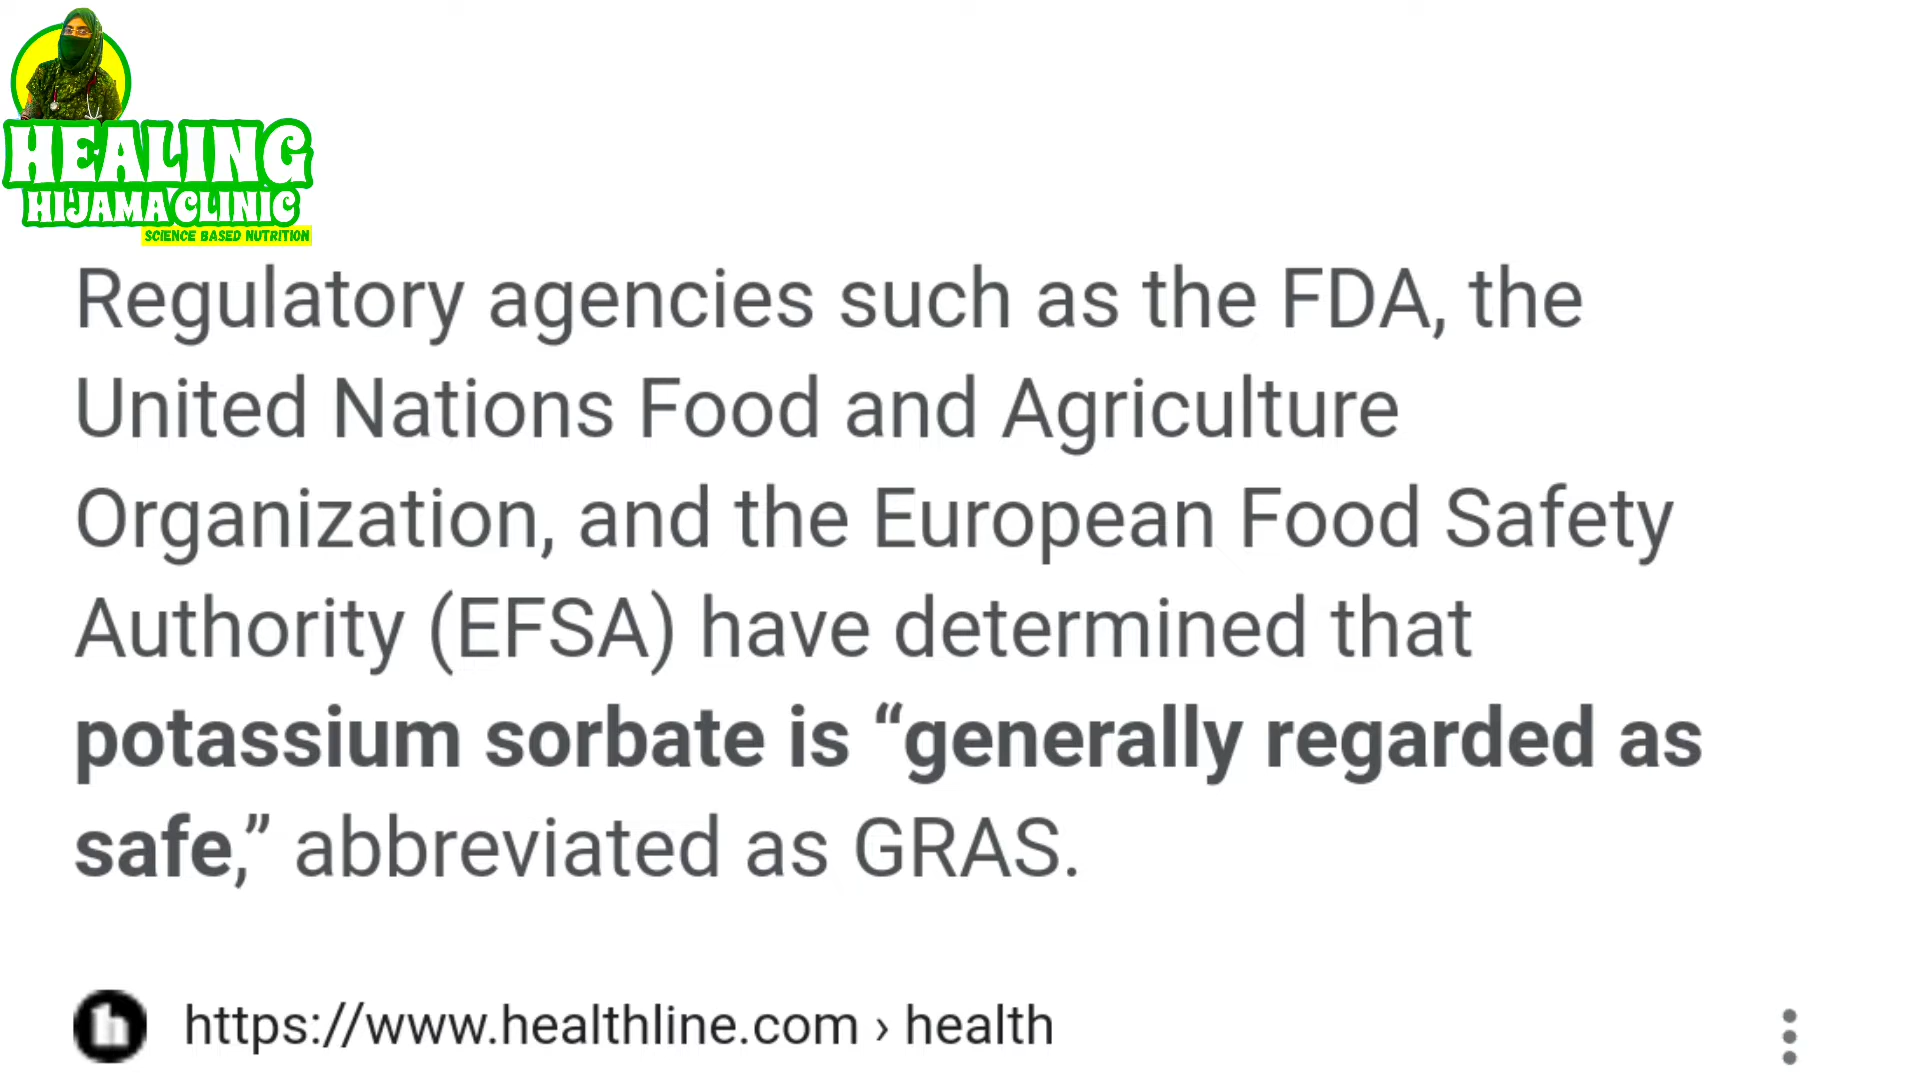 HEALING
HIJAMA CLINIC
SCIENCE BASED NUTRITION
Regulatory agencies such as the FDA, the
United Nations Food and Agriculture
Organization, and the European Food Safety
Authority (EFSA) have determined that
potassium sorbate is “generally regarded as
safe,” abbreviated as GRAS.
https://www.healthline.com › health